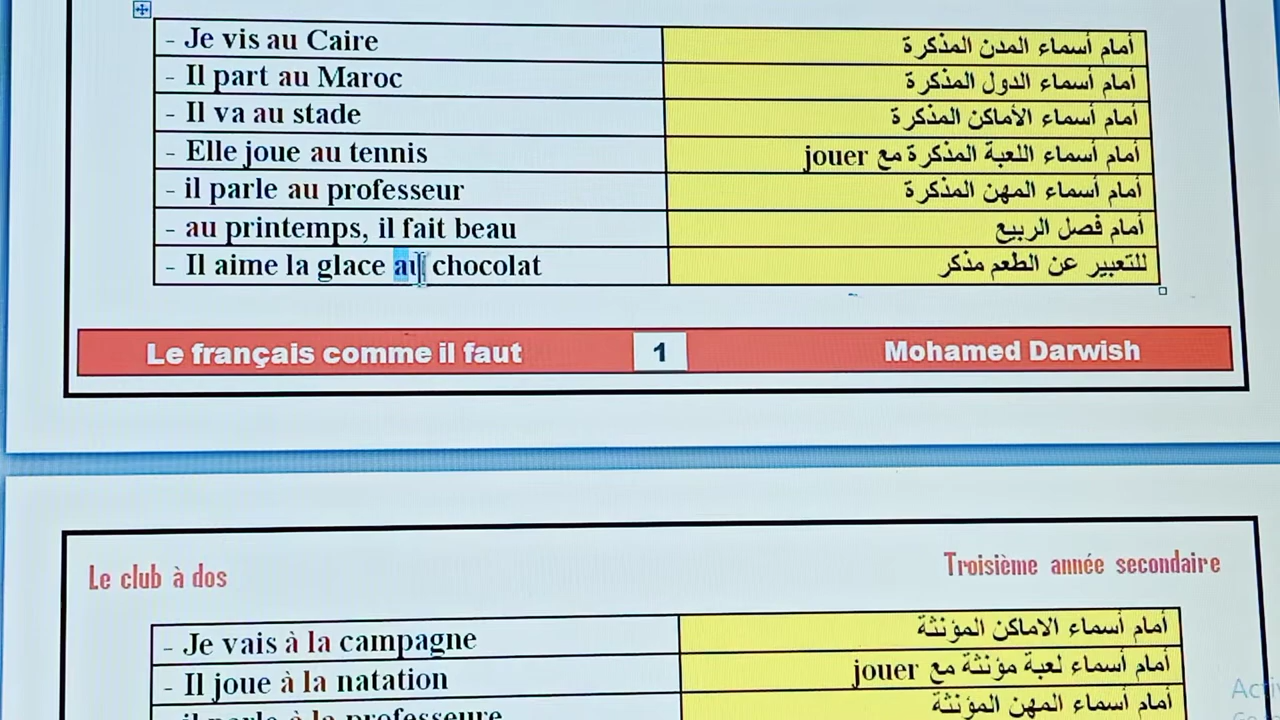 - Je vis au Caire أمام أسماء المدن المذكرة
- Il part au Maroc أمام أسماء الدول المذكرة
- Il va au stade أمام أسماء الأماكن المذكرة
- Elle joue au tennis أمام أسماء اللعبة المذكرة مع jouer
- il parle au professeur أمام أسماء المهن المذكرة
- au printemps, il fait beau أمام فصل الربيع
- Il aime la glace au chocolat للتعبير عن الطعم مذكر
Le français comme il faut 1 Mohamed Darwish
Le club à dos Troisième année secondaire
- Je vais à la campagne أمام أسماء الاماكن المؤنثة
- Il joue à la natation أمام أسماء لعبة مؤنثة مع jouer
il parle à la professeure أمام أسماء المهن المؤنثة